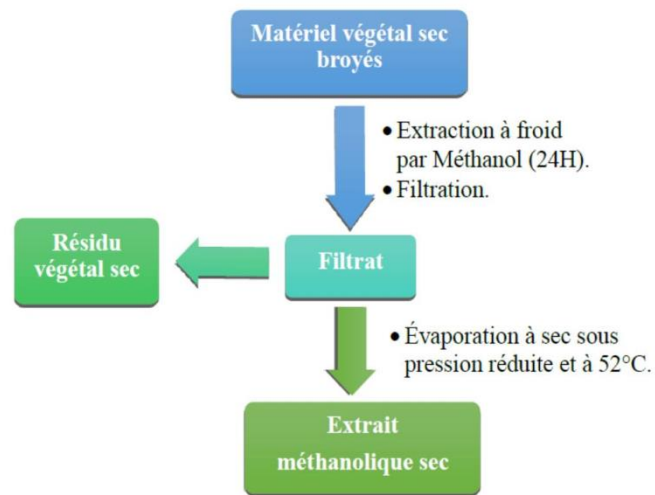 Matériel végétal sec
broyés
• Extraction à froid
par Méthanol (24H).
• Filtration.
Résidu
végétal sec
Filtrat
• Évaporation à sec sous
pression réduite et à 52°C.
Extrait
méthanolique sec